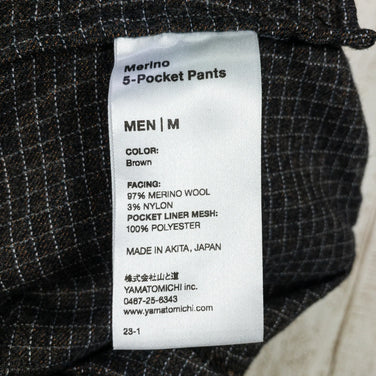 Merino
5-Pocket Pants
MEN | M
COLOR:
Brown
FACING:
97% MERINO WOOL
3% NYLON
POCKET LINER MESH:
100% POLYESTER
MADE IN AKITA, JAPAN
株式会社山と道
YAMATOMICHI inc.
0467-25-6343
www.yamatomichi.com
23-1